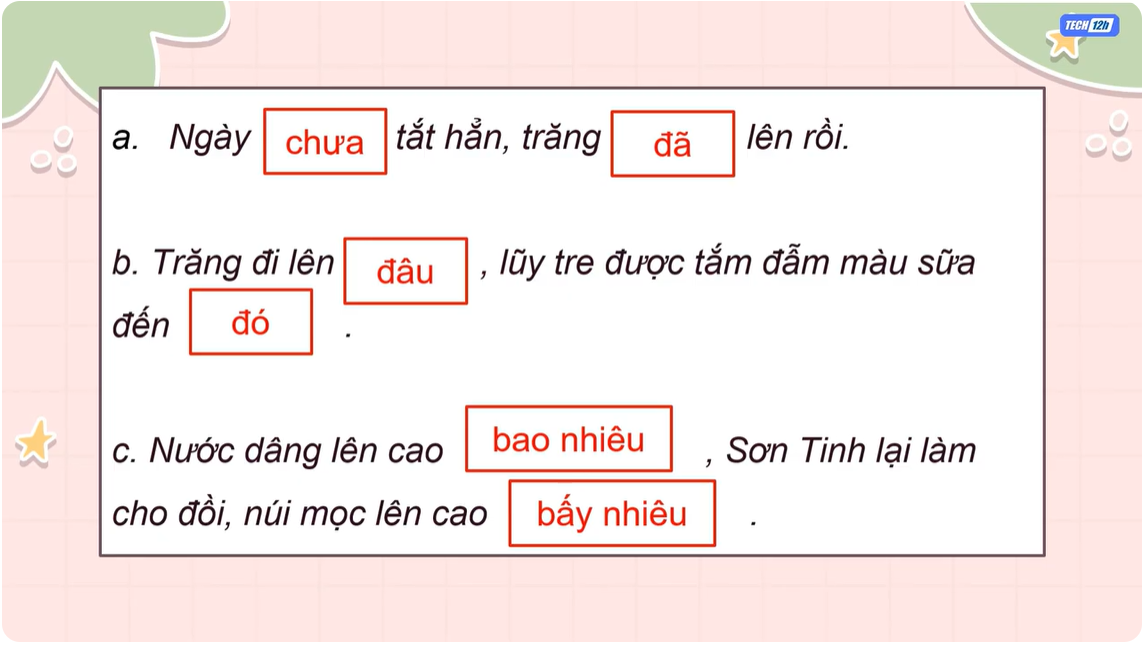 TECH 12h
a. Ngày chưa tắt hẳn, trăng đã lên rồi.
b. Trăng đi lên đâu , lũy tre được tắm đẫm màu sữa
đến đó .
c. Nước dâng lên cao bao nhiêu , Sơn Tinh lại làm
cho đồi, núi mọc lên cao bấy nhiêu .